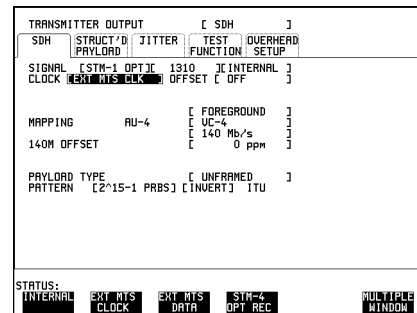 TRANSMITTER OUTPUT [ SDH ]
SDH STRUCT'D PAYLOAD JITTER TEST FUNCTION OVERHEAD SETUP
SIGNAL [STM-1 OPT][ 1310 ][INTERNAL ]
CLOCK [EXT MTS CLK ] OFFSET [ OFF ]
[ FOREGROUND ]
MAPPING AU-4 [ VC-4 ]
[ 140 Mb/s ]
140M OFFSET [ 0 ppm ]
PAYLOAD TYPE [ UNFRAMED ]
PATTERN [2^15-1 PRBS] [INVERT] ITU
STATUS:
INTERNAL EXT MTS CLOCK EXT MTS DATA STM-4 OPT REC MULTIPLE WINDOW